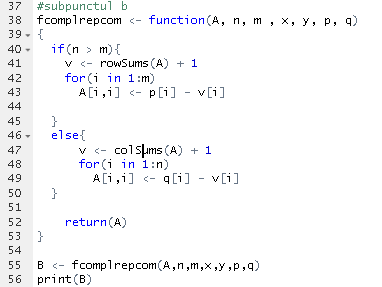 37 #subpunctul b
38 fcomplrepcom <- function(A, n, m , x, y, p, q)
39 {
40 if(n > m){
41 v <- rowSums(A) + 1
42 for(i in 1:m)
43 A[i,i] <- p[i] - v[i]
44
45 }
46 else{
47 v <- colSums(A) + 1
48 for(i in 1:n)
49 A[i,i] <- q[i] - v[i]
50 }
51
52 return(A)
53 }
54
55 B <- fcomplrepcom(A,n,m,x,y,p,q)
56 print(B)